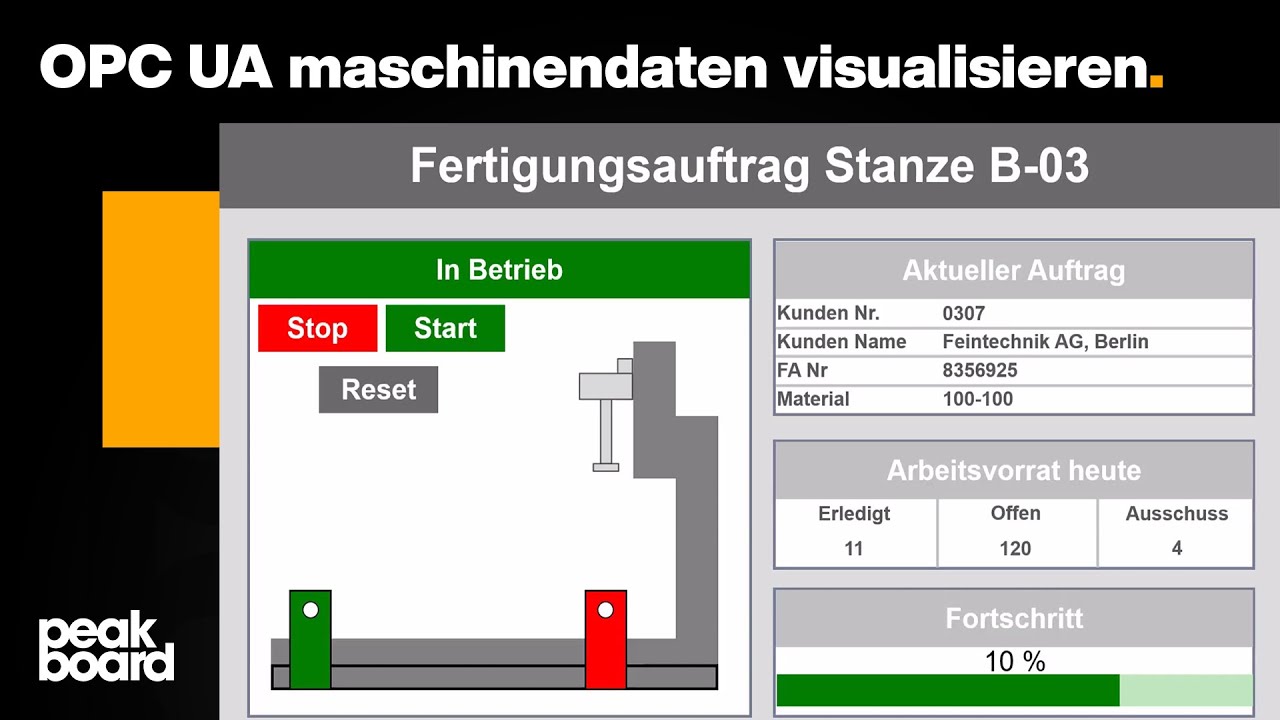 OPC UA maschinendaten visualisieren.
Fertigungsauftrag Stanze B-03
In Betrieb
Stop Start
Reset
Aktueller Auftrag
Kunden Nr. 0307
Kunden Name Feintechnik AG, Berlin
FA Nr 8356925
Material 100-100
Arbeitsvorrat heute
Erledigt Offen Ausschuss
11 120 4
Fortschritt
10 %
peak
board